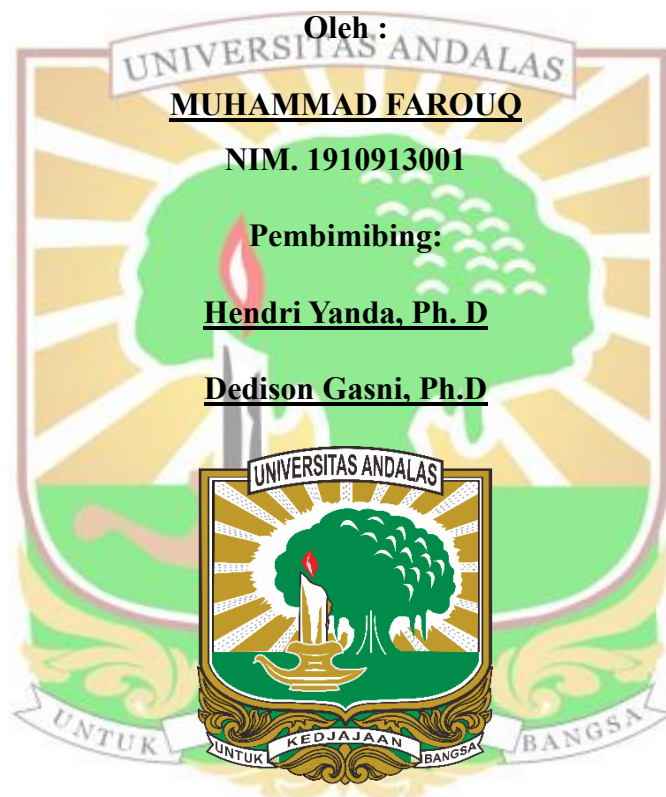 Oleh :
UNIVERSITAS ANDALAS
MUHAMMAD FAROUQ
NIM. 1910913001
Pembimibing:
Hendri Yanda, Ph. D
Dedison Gasni, Ph.D
UNIVERSITAS ANDALAS
UNTUK BANGSA
UNTUK KEDJAJAAN BANGSA